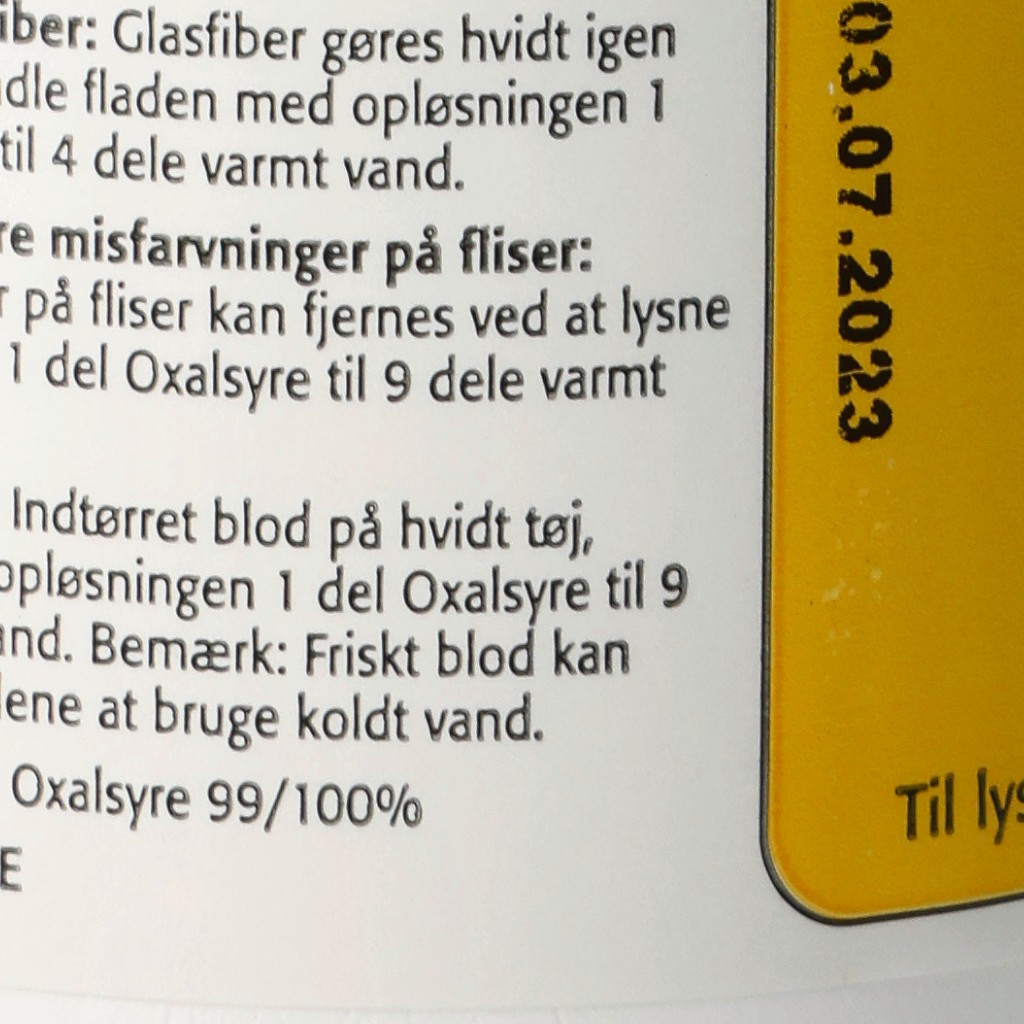 iber: Glasfiber gøres hvidt igen
dle fladen med opløsningen 1
til 4 dele varmt vand.
re misfarvninger på fliser:
r på fliser kan fjernes ved at lysne
1 del Oxalsyre til 9 dele varmt
Indtørret blod på hvidt tøj,
opløsningen 1 del Oxalsyre til 9
and. Bemærk: Friskt blod kan
lene at bruge koldt vand.
Oxalsyre 99/100%
E
03.07.2023
Til lys